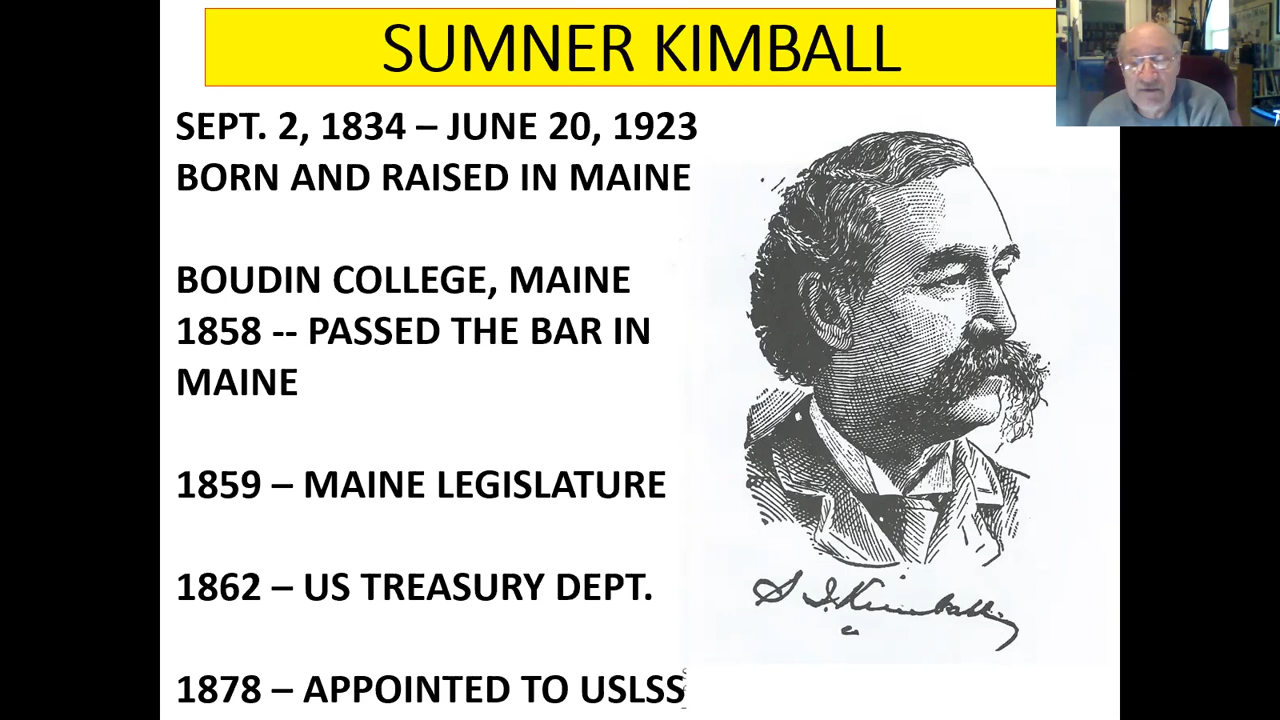 SUMNER KIMBALL
SEPT. 2, 1834 – JUNE 20, 1923
BORN AND RAISED IN MAINE
BOUDIN COLLEGE, MAINE
1858 -- PASSED THE BAR IN
MAINE
1859 – MAINE LEGISLATURE
1862 – US TREASURY DEPT.
1878 – APPOINTED TO USLSS
S. I. Kimball